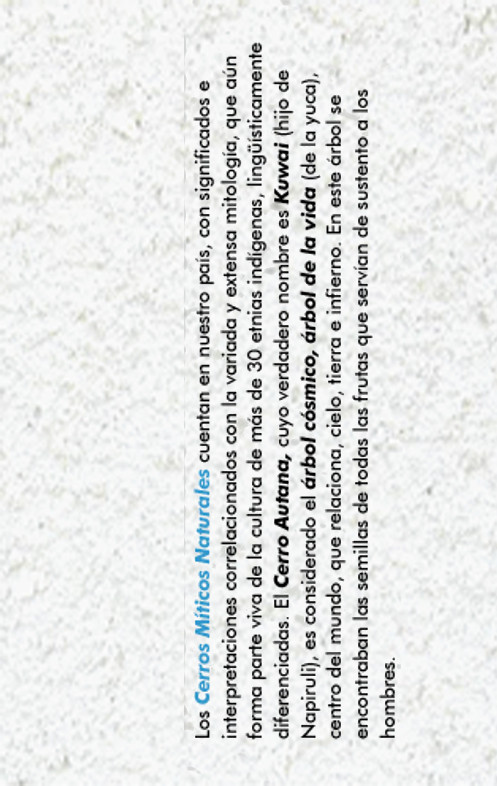 Los Cerros Míticos Naturales cuentan en nuestro país, con significados e
interpretaciones correlacionados con la variada y extensa mitología, que aún
forma parte viva de la cultura de más de 30 etnias indígenas, lingüísticamente
diferenciadas. El Cerro Autana, cuyo verdadero nombre es Kuwai (hijo de
Napiruli), es considerado el árbol cósmico, árbol de la vida (de la yuca),
centro del mundo, que relaciona, cielo, tierra e infierno. En este árbol se
encontraban las semillas de todas las frutas que servían de sustento a los
hombres.